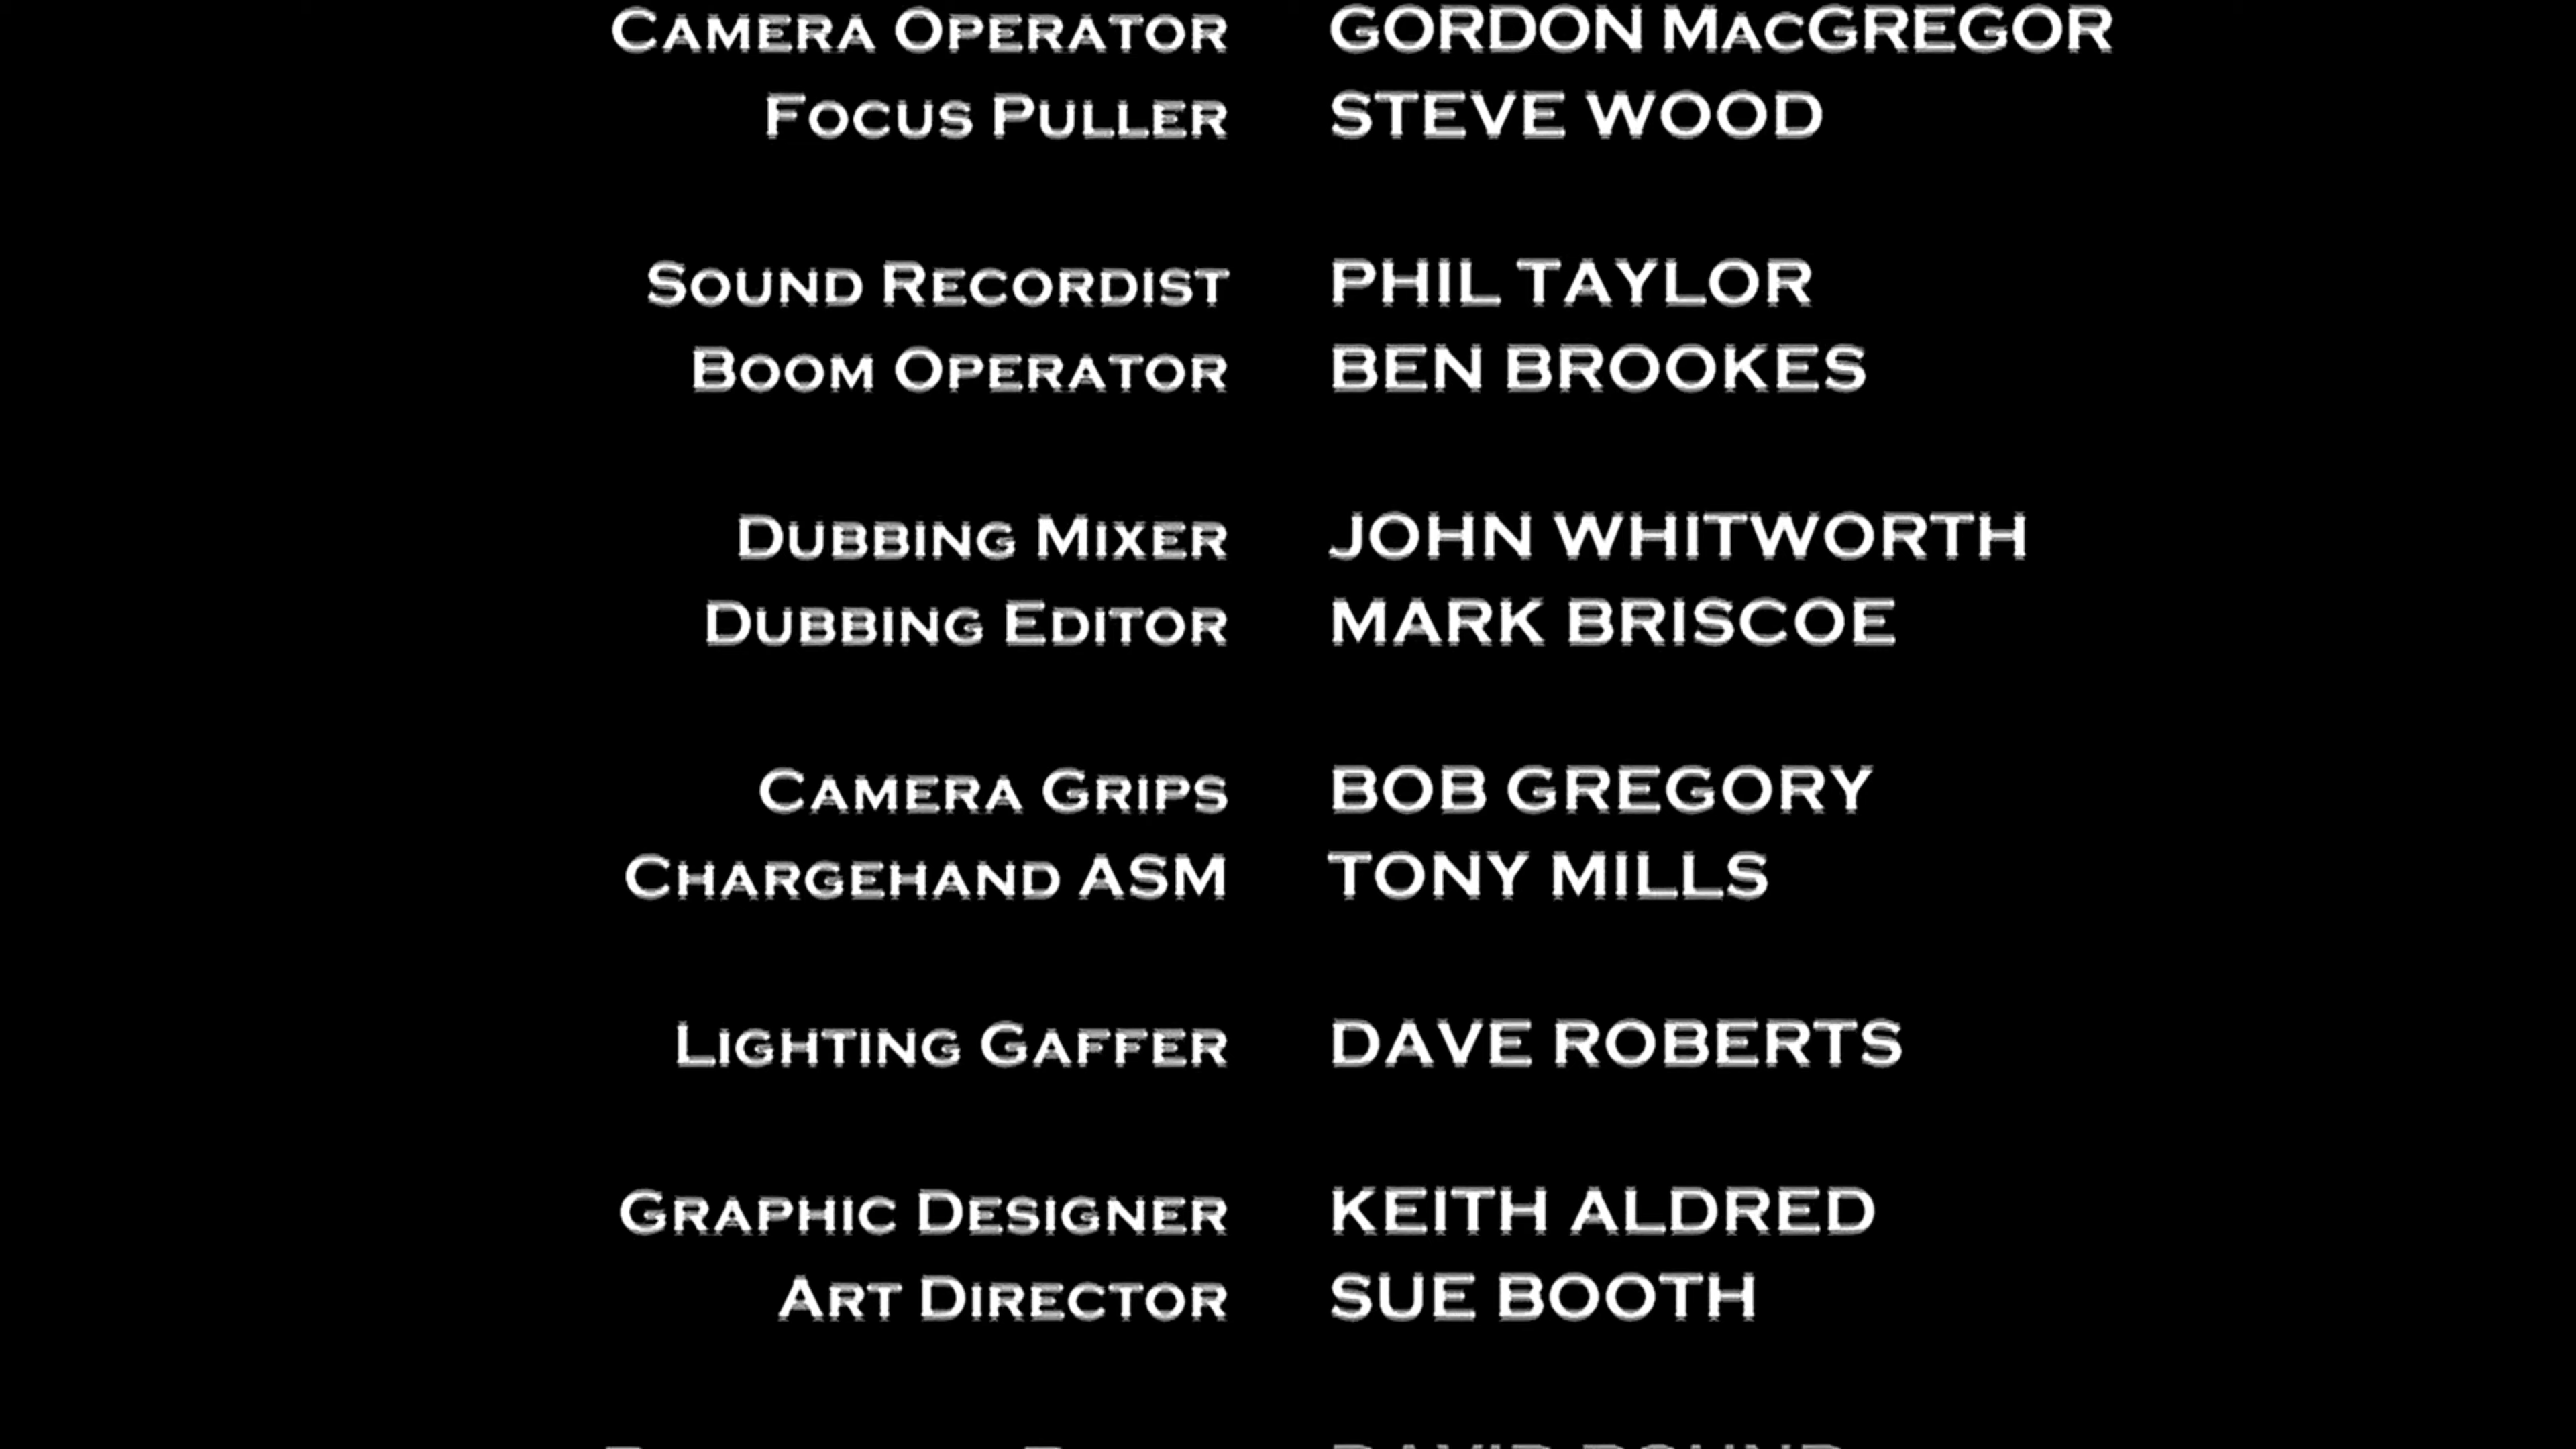 Camera Operator GORDON MacGREGOR
Focus Puller STEVE WOOD
Sound Recordist PHIL TAYLOR
Boom Operator BEN BROOKES
Dubbing Mixer JOHN WHITWORTH
Dubbing Editor MARK BRISCOE
Camera Grips BOB GREGORY
Chargehand ASM TONY MILLS
Lighting Gaffer DAVE ROBERTS
Graphic Designer KEITH ALDRED
Art Director SUE BOOTH